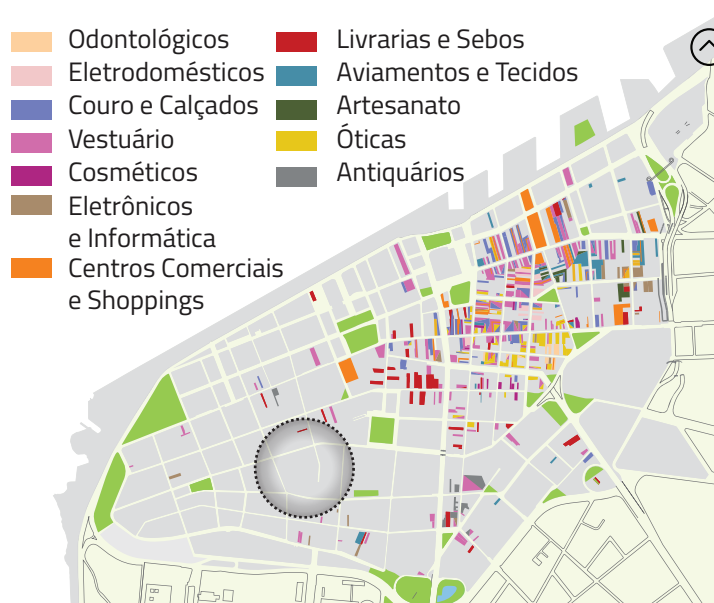 Odontológicos
Eletrodomésticos
Couro e Calçados
Vestuário
Cosméticos
Eletrônicos
e Informática
Centros Comerciais
e Shoppings
Livrarias e Sebos
Aviamentos e Tecidos
Artesanato
Óticas
Antiquários